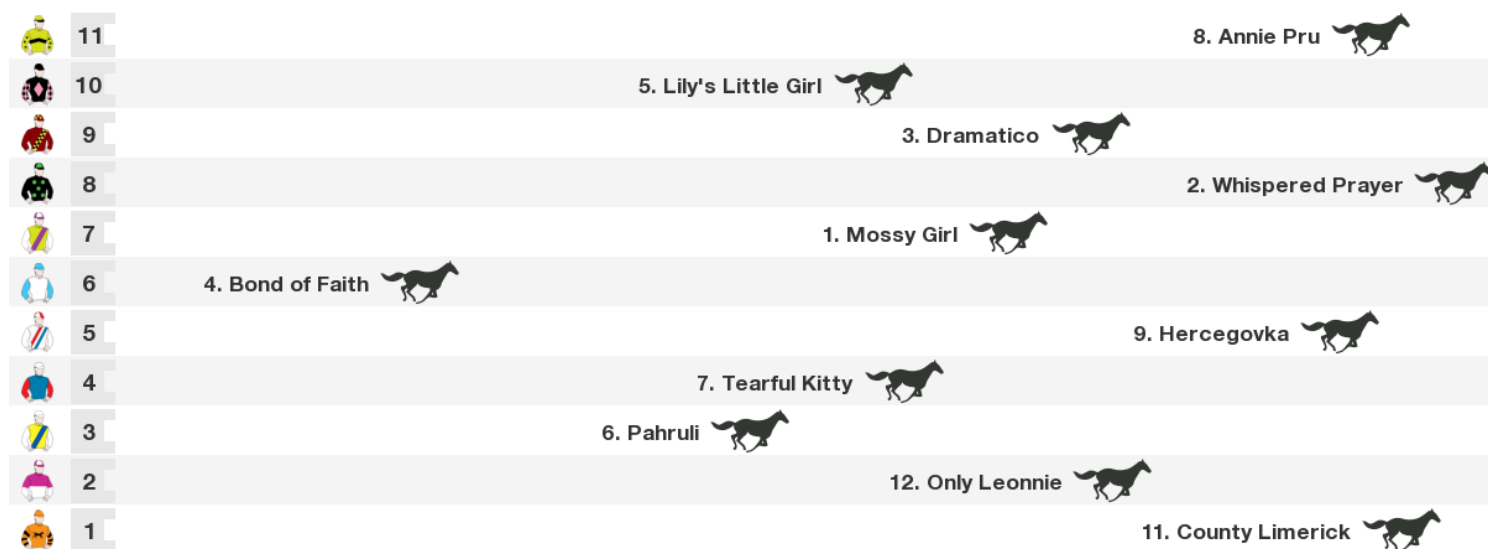 11 8. Annie Pru
10 5. Lily's Little Girl
9 3. Dramatico
8 2. Whispered Prayer
7 1. Mossy Girl
6 4. Bond of Faith
5 9. Hercegovka
4 7. Tearful Kitty
3 6. Pahruli
2 12. Only Leonnie
1 11. County Limerick